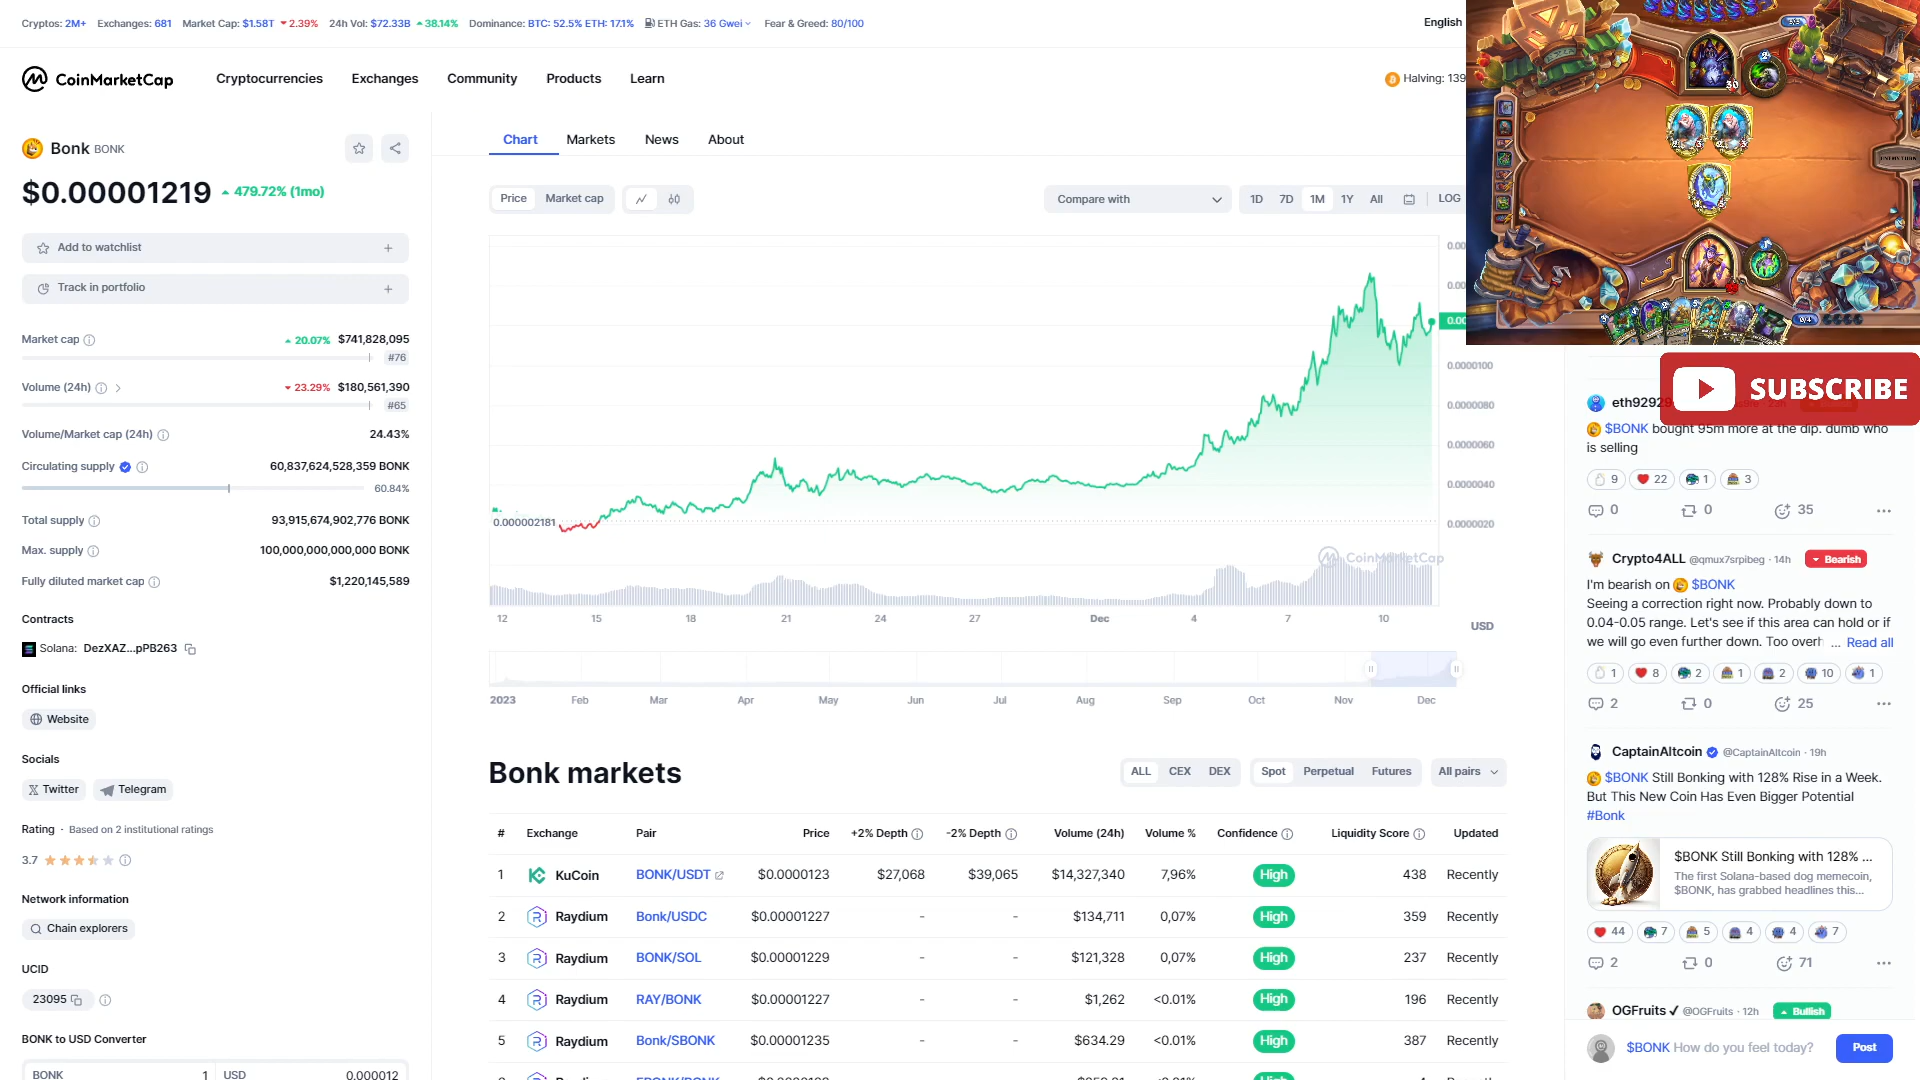 Cryptos: 2M+ Exchanges: 681 Market Cap: $1.58T 2.39% 24h Vol: $72.33B 38.14% Dominance: BTC: 52.5% ETH: 17.1% ETH Gas: 36 Gwei Fear & Greed: 80/100 English
CoinMarketCap Cryptocurrencies Exchanges Community Products Learn Halving: 139
Chart Markets News About
Bonk BONK
$0.00001219 479.72% (1mo)
Price Market cap Compare with 1D 7D 1M 1Y All LOG
Add to watchlist
Track in portfolio
Market cap 20.07% $741,828,095
#76
Volume (24h) 23.29% $180,561,390
#65
Volume/Market cap (24h) 24.43%
Circulating supply 60,837,624,528,359 BONK
60.84%
Total supply 93,915,674,902,776 BONK
Max. supply 100,000,000,000,000 BONK
Fully diluted market cap $1,220,145,589
Contracts
Solana: DezXAZ...pPB263
Official links
Website
Socials
Twitter Telegram
Rating · Based on 2 institutional ratings
3.7
Network information
Chain explorers
UCID
23095
BONK to USD Converter
BONK 1 USD 0.000012
0.0000100
0.0000080
0.0000060
0.0000040
0.0000020
0.000002181
CoinMarketCap
12 15 18 21 24 27 Dec 4 7 10
USD
2023 Feb Mar Apr May Jun Jul Aug Sep Oct Nov Dec
Bonk markets
ALL CEX DEX Spot Perpetual Futures All pairs
# Exchange Pair Price +2% Depth -2% Depth Volume (24h) Volume % Confidence Liquidity Score Updated
1 KuCoin BONK/USDT $0.0000123 $27,068 $39,065 $14,327,340 7,96% High 438 Recently
2 Raydium Bonk/USDC $0.00001227 - - $134,711 0,07% High 359 Recently
3 Raydium BONK/SOL $0.00001229 - - $121,328 0,07% High 237 Recently
4 Raydium RAY/BONK $0.00001227 - - $1,262 <0.01% High 196 Recently
5 Raydium Bonk/SBONK $0.00001235 - - $634.29 <0.01% High 387 Recently
30
SUBSCRIBE
eth92929
$BONK bought 95m more at the dip. dumb who
is selling
9 22 1 3
0 0 35
Crypto4ALL @qmux7srpibeg · 14h Bearish
I'm bearish on $BONK
Seeing a correction right now. Probably down to
0.04-0.05 range. Let's see if this area can hold or if
we will go even further down. Too overh ... Read all
1 8 2 1 2 10 1
2 0 25
CaptainAltcoin @CaptainAltcoin · 19h
$BONK Still Bonking with 128% Rise in a Week.
But This New Coin Has Even Bigger Potential
#Bonk
$BONK Still Bonking with 128% ...
The first Solana-based dog memecoin,
$BONK, has grabbed headlines this...
44 7 5 4 4 7
2 0 71
OGFruits @OGFruits · 12h Bullish
$BONK How do you feel today? Post